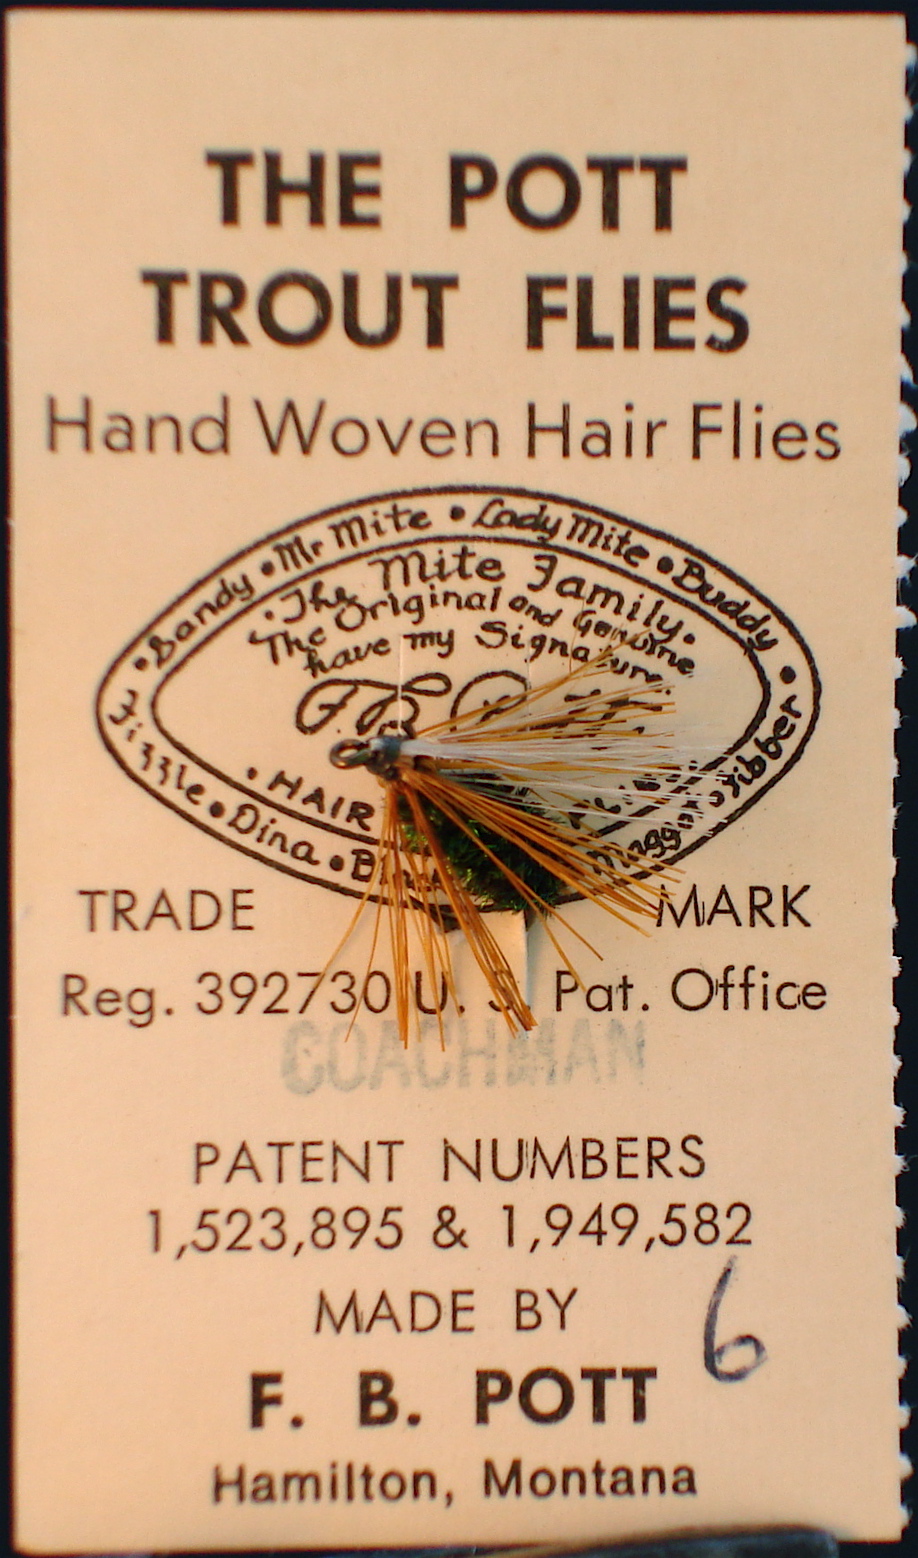 THE POTT
TROUT FLIES
Hand Woven Hair Flies
Fizzle • Sandy • Mr Mite • Lady Mite • Buddy •
• The Mite Family •
The Original and Genuine
have my Signature.
F. B.
• HAIR
Dina •
TRADE MARK
Reg. 392730 U. S. Pat. Office
COACHMAN
PATENT NUMBERS
1,523,895 & 1,949,582
MADE BY
6
F. B. POTT
Hamilton, Montana